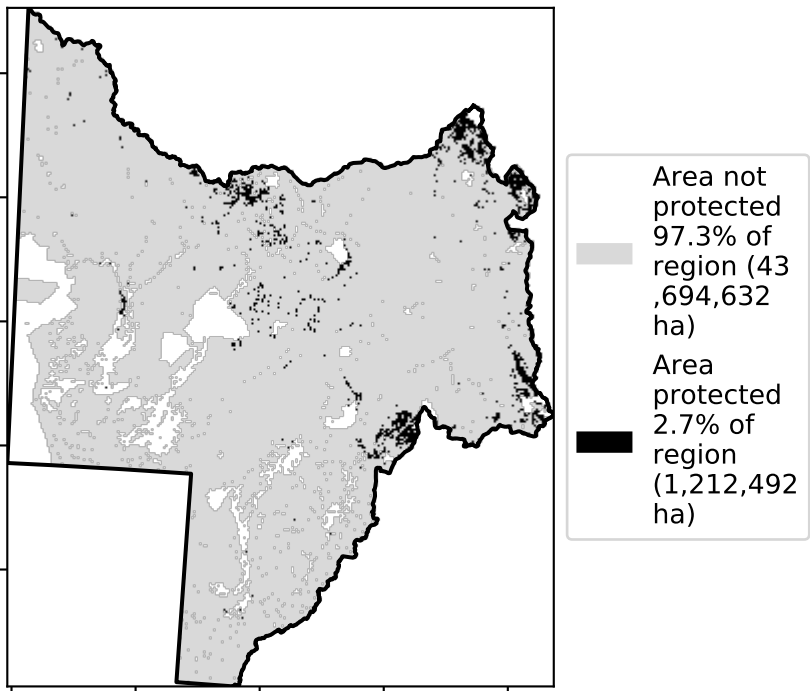 Area not
protected
97.3% of
region (43
,694,632
ha)
Area
protected
2.7% of
region
(1,212,492
ha)